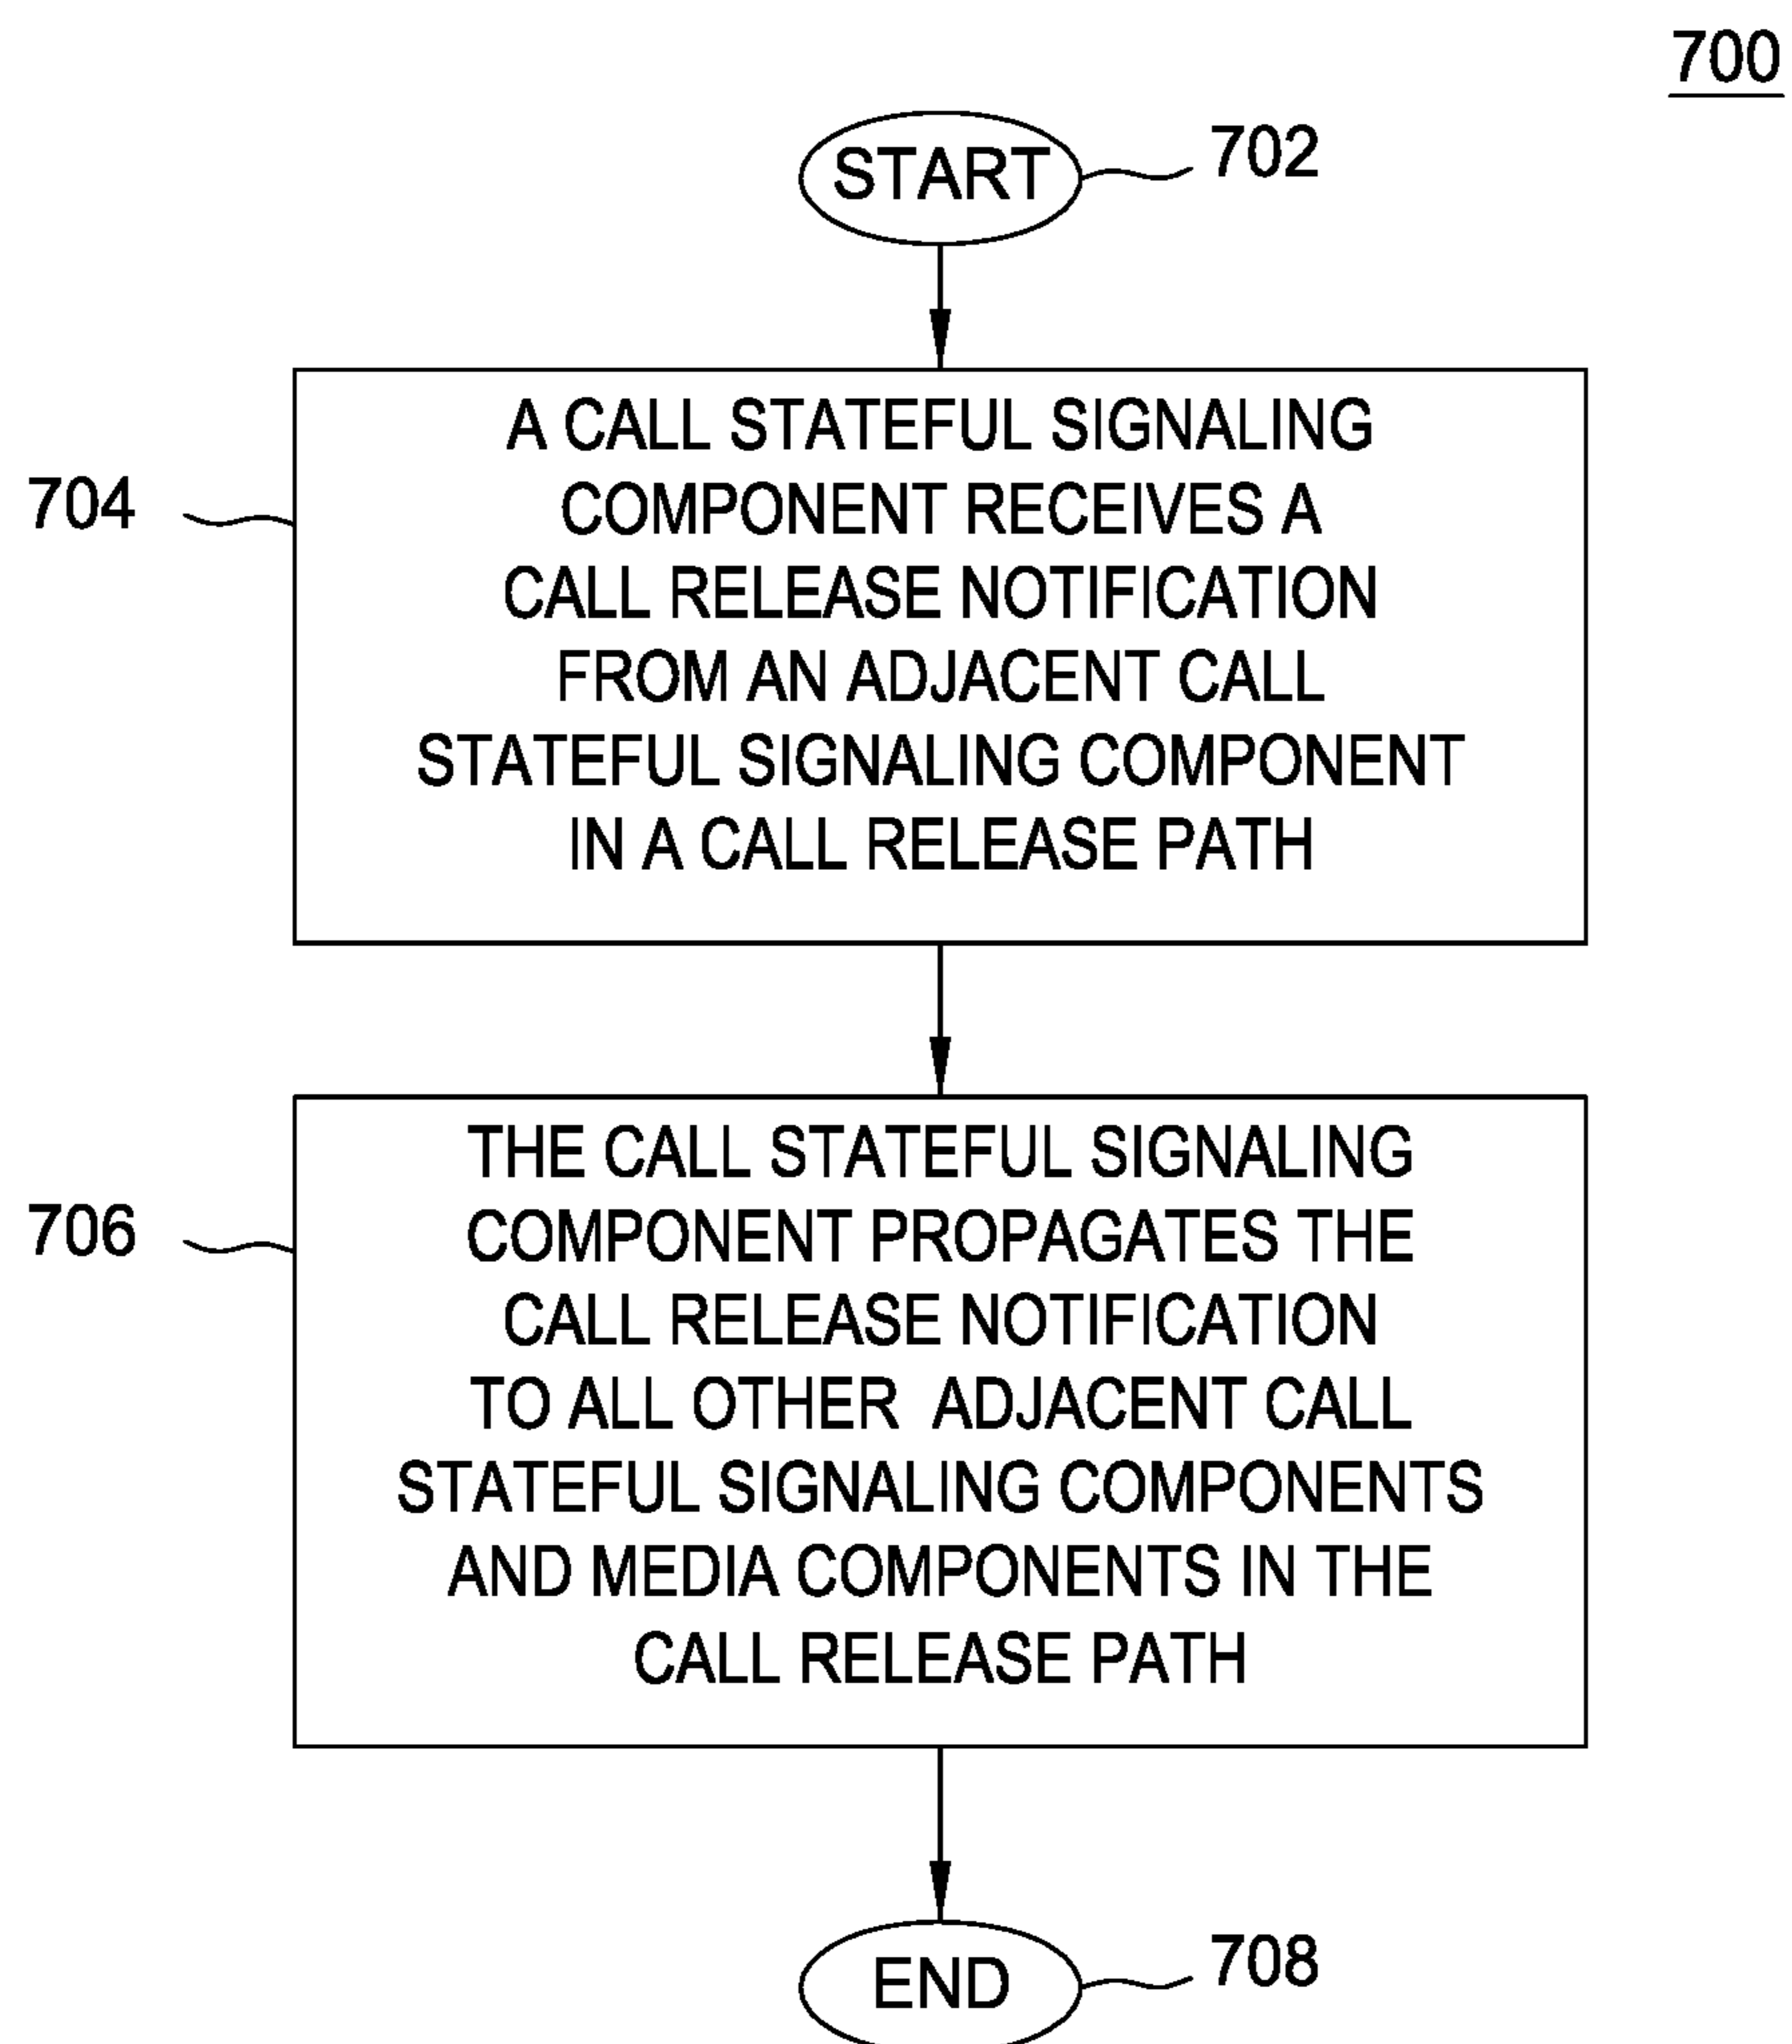 700
START
702
704
A CALL STATEFUL SIGNALING
COMPONENT RECEIVES A
CALL RELEASE NOTIFICATION
FROM AN ADJACENT CALL
STATEFUL SIGNALING COMPONENT
IN A CALL RELEASE PATH
706
THE CALL STATEFUL SIGNALING
COMPONENT PROPAGATES THE
CALL RELEASE NOTIFICATION
TO ALL OTHER ADJACENT CALL
STATEFUL SIGNALING COMPONENTS
AND MEDIA COMPONENTS IN THE
CALL RELEASE PATH
END
708